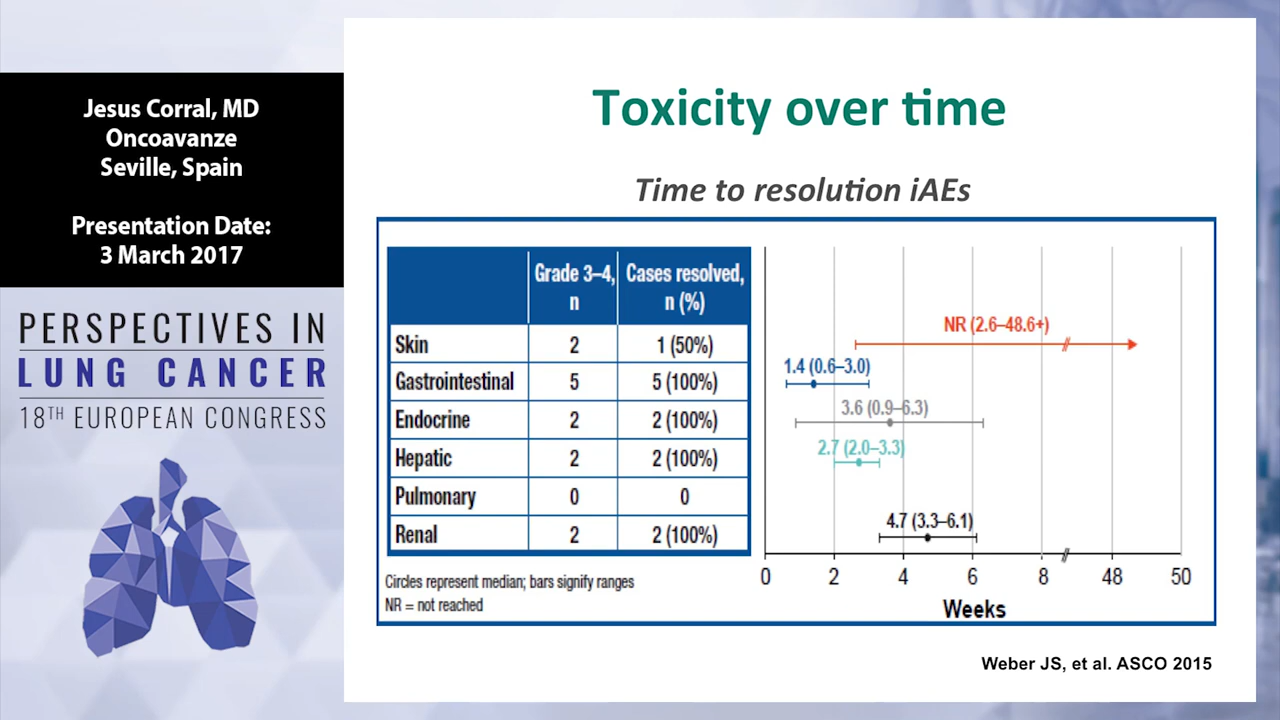 Jesus Corral, MD
Oncoavanze
Seville, Spain
Presentation Date:
3 March 2017
PERSPECTIVES IN
LUNG CANCER
18TH EUROPEAN CONGRESS
Toxicity over time
Time to resolution iAEs
Grade 3–4, n
Cases resolved, n (%)
Skin 2 1 (50%)
Gastrointestinal 5 5 (100%)
Endocrine 2 2 (100%)
Hepatic 2 2 (100%)
Pulmonary 0 0
Renal 2 2 (100%)
Circles represent median; bars signify ranges
NR = not reached
NR (2.6–48.6+)
1.4 (0.6–3.0)
3.6 (0.9–6.3)
2.7 (2.0–3.3)
4.7 (3.3–6.1)
0 2 4 6 8 48 50
Weeks
Weber JS, et al. ASCO 2015